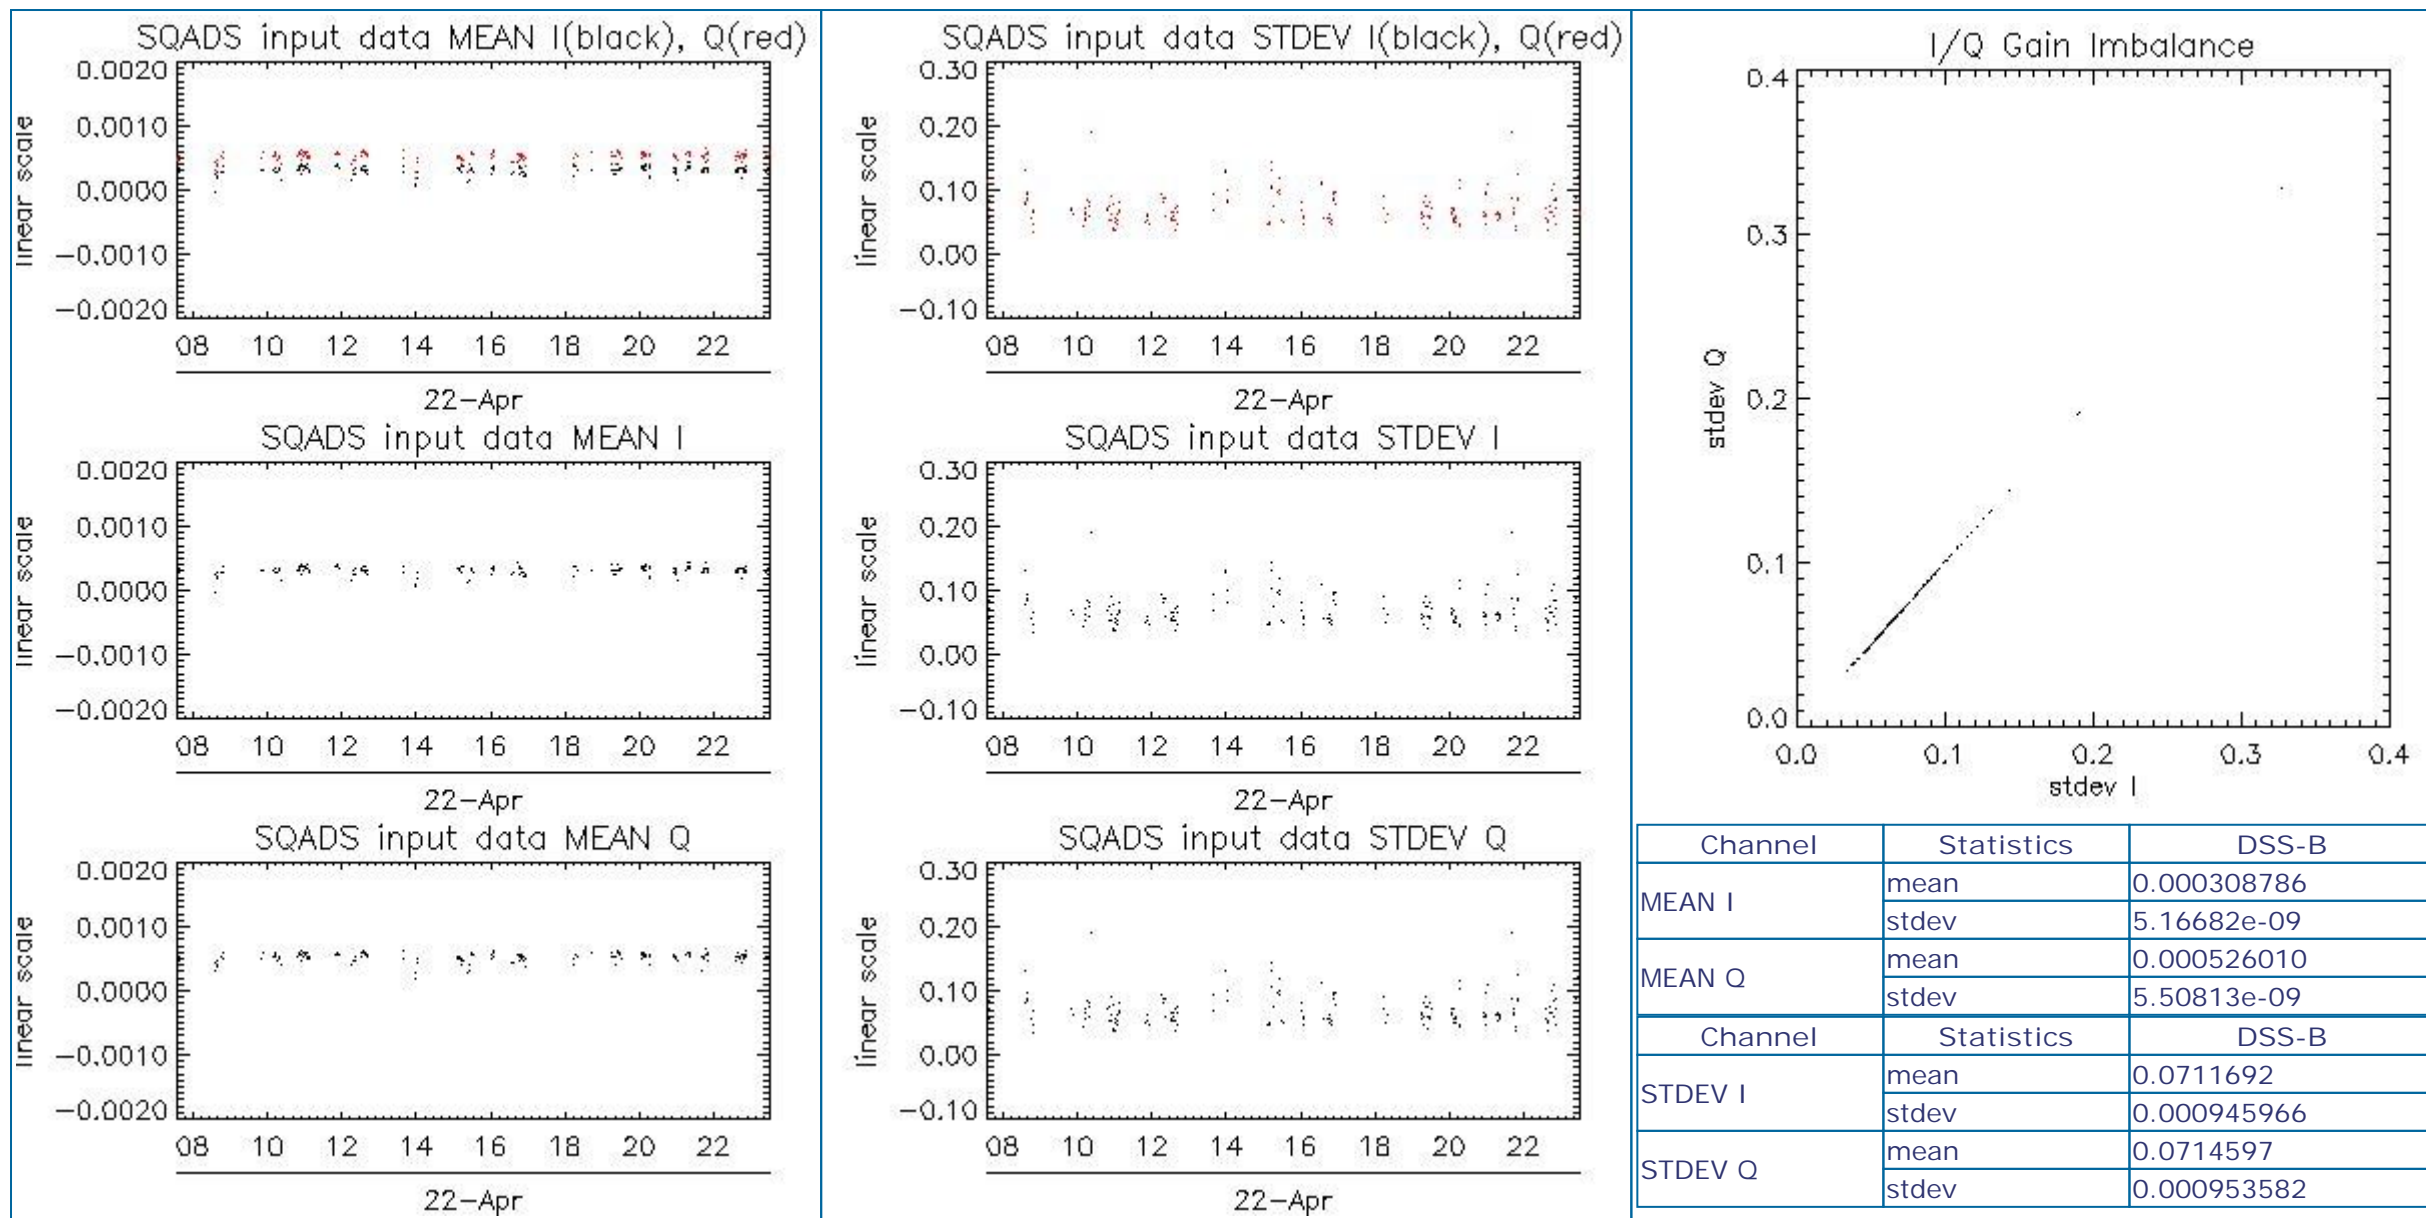 SQADS input data MEAN I(black), Q(red)
linear scale
0.0020
0.0010
0.0000
−0.0010
−0.0020
08 10 12 14 16 18 20 22
22−Apr
SQADS input data MEAN I
linear scale
0.0020
0.0010
0.0000
−0.0010
−0.0020
08 10 12 14 16 18 20 22
22−Apr
SQADS input data MEAN Q
linear scale
0.0020
0.0010
0.0000
−0.0010
−0.0020
08 10 12 14 16 18 20 22
22−Apr
SQADS input data STDEV I(black), Q(red)
linear scale
0.30
0.20
0.10
0.00
−0.10
08 10 12 14 16 18 20 22
22−Apr
SQADS input data STDEV I
linear scale
0.30
0.20
0.10
0.00
−0.10
08 10 12 14 16 18 20 22
22−Apr
SQADS input data STDEV Q
linear scale
0.30
0.20
0.10
0.00
−0.10
08 10 12 14 16 18 20 22
22−Apr
I/Q Gain Imbalance
stdev Q
0.4
0.3
0.2
0.1
0.0
0.0 0.1 0.2 0.3 0.4
stdev I
Channel Statistics DSS-B
MEAN I mean 0.000308786
stdev 5.16682e-09
MEAN Q mean 0.000526010
stdev 5.50813e-09
Channel Statistics DSS-B
STDEV I mean 0.0711692
stdev 0.000945966
STDEV Q mean 0.0714597
stdev 0.000953582